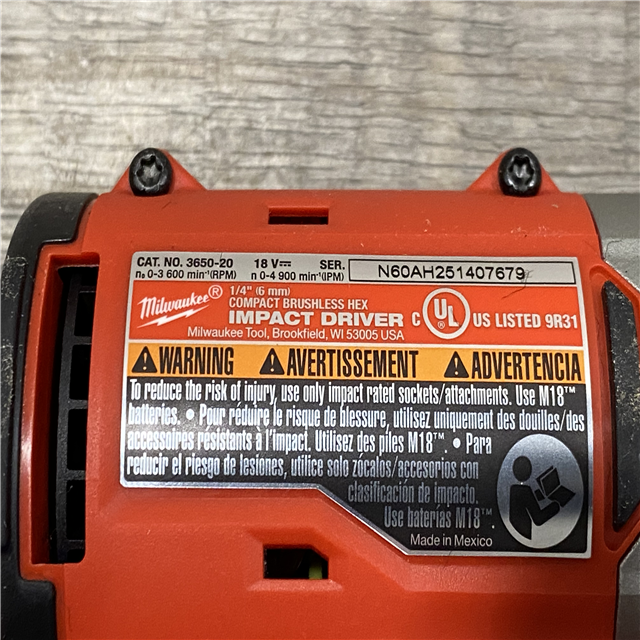 CAT. NO. 3650-20 18 V⎓ SER. N60AH251407679
n₀ 0-3 600 min⁻¹(RPM) n 0-4 900 min⁻¹(IPM)
Milwaukee® 1/4" (6 mm)
COMPACT BRUSHLESS HEX
IMPACT DRIVER
Milwaukee Tool, Brookfield, WI 53005 USA
C UL ® US LISTED 9R31
⚠ WARNING ⚠ AVERTISSEMENT ⚠ ADVERTENCIA
To reduce the risk of injury, use only impact rated sockets/attachments. Use M18™
batteries. • Pour réduire le risque de blessure, utilisez uniquement des douilles/des
accessoires résistants à l'impact. Utilisez des piles M18™. • Para
reducir el riesgo de lesiones, utilice solo zócalos/accesorios con
clasificación de impacto.
Use baterías M18™.
Made in Mexico